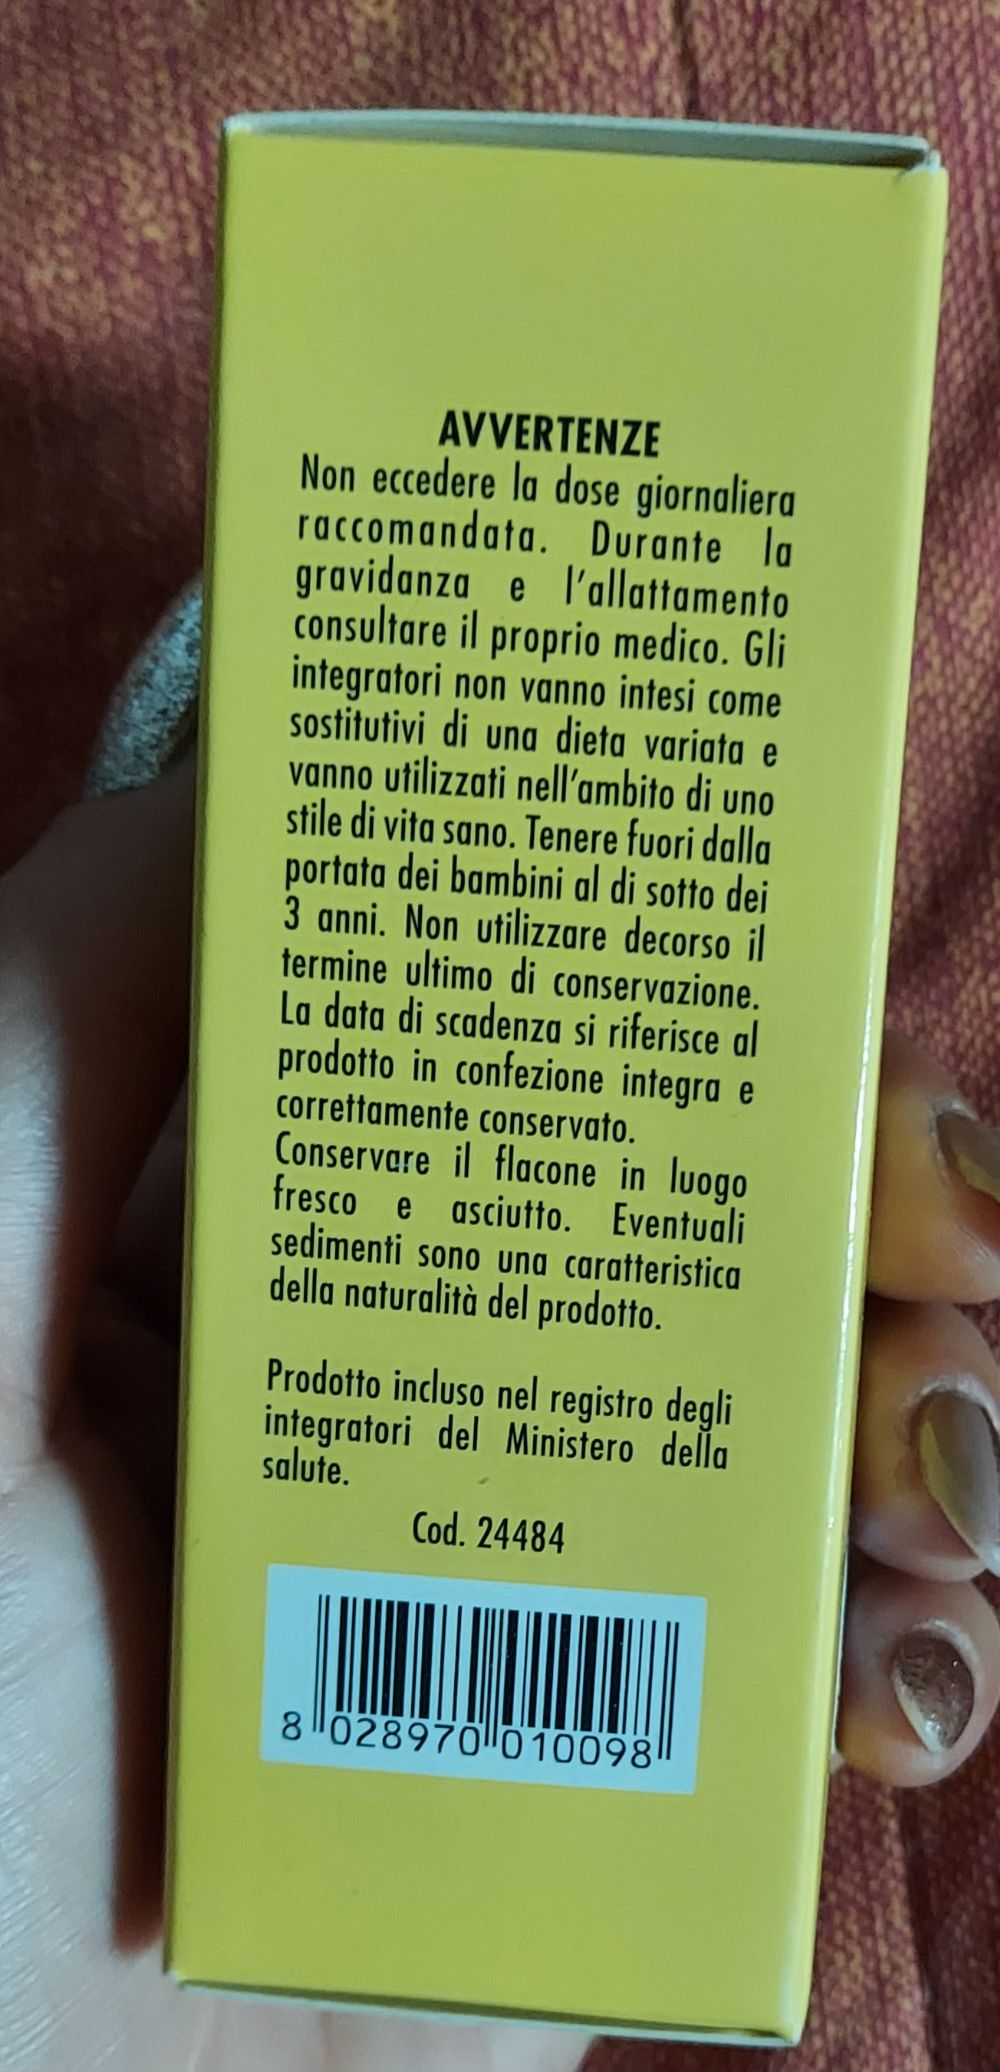 AVVERTENZE
Non eccedere la dose giornaliera
raccomandata. Durante la
gravidanza e l'allattamento
consultare il proprio medico. Gli
integratori non vanno intesi come
sostitutivi di una dieta variata e
vanno utilizzati nell'ambito di uno
stile di vita sano. Tenere fuori dalla
portata dei bambini al di sotto dei
3 anni. Non utilizzare decorso il
termine ultimo di conservazione.
La data di scadenza si riferisce al
prodotto in confezione integra e
correttamente conservato.
Conservare il flacone in luogo
fresco e asciutto. Eventuali
sedimenti sono una caratteristica
della naturalità del prodotto.
Prodotto incluso nel registro degli
integratori del Ministero della
salute.
Cod. 24484
8 028970 010098